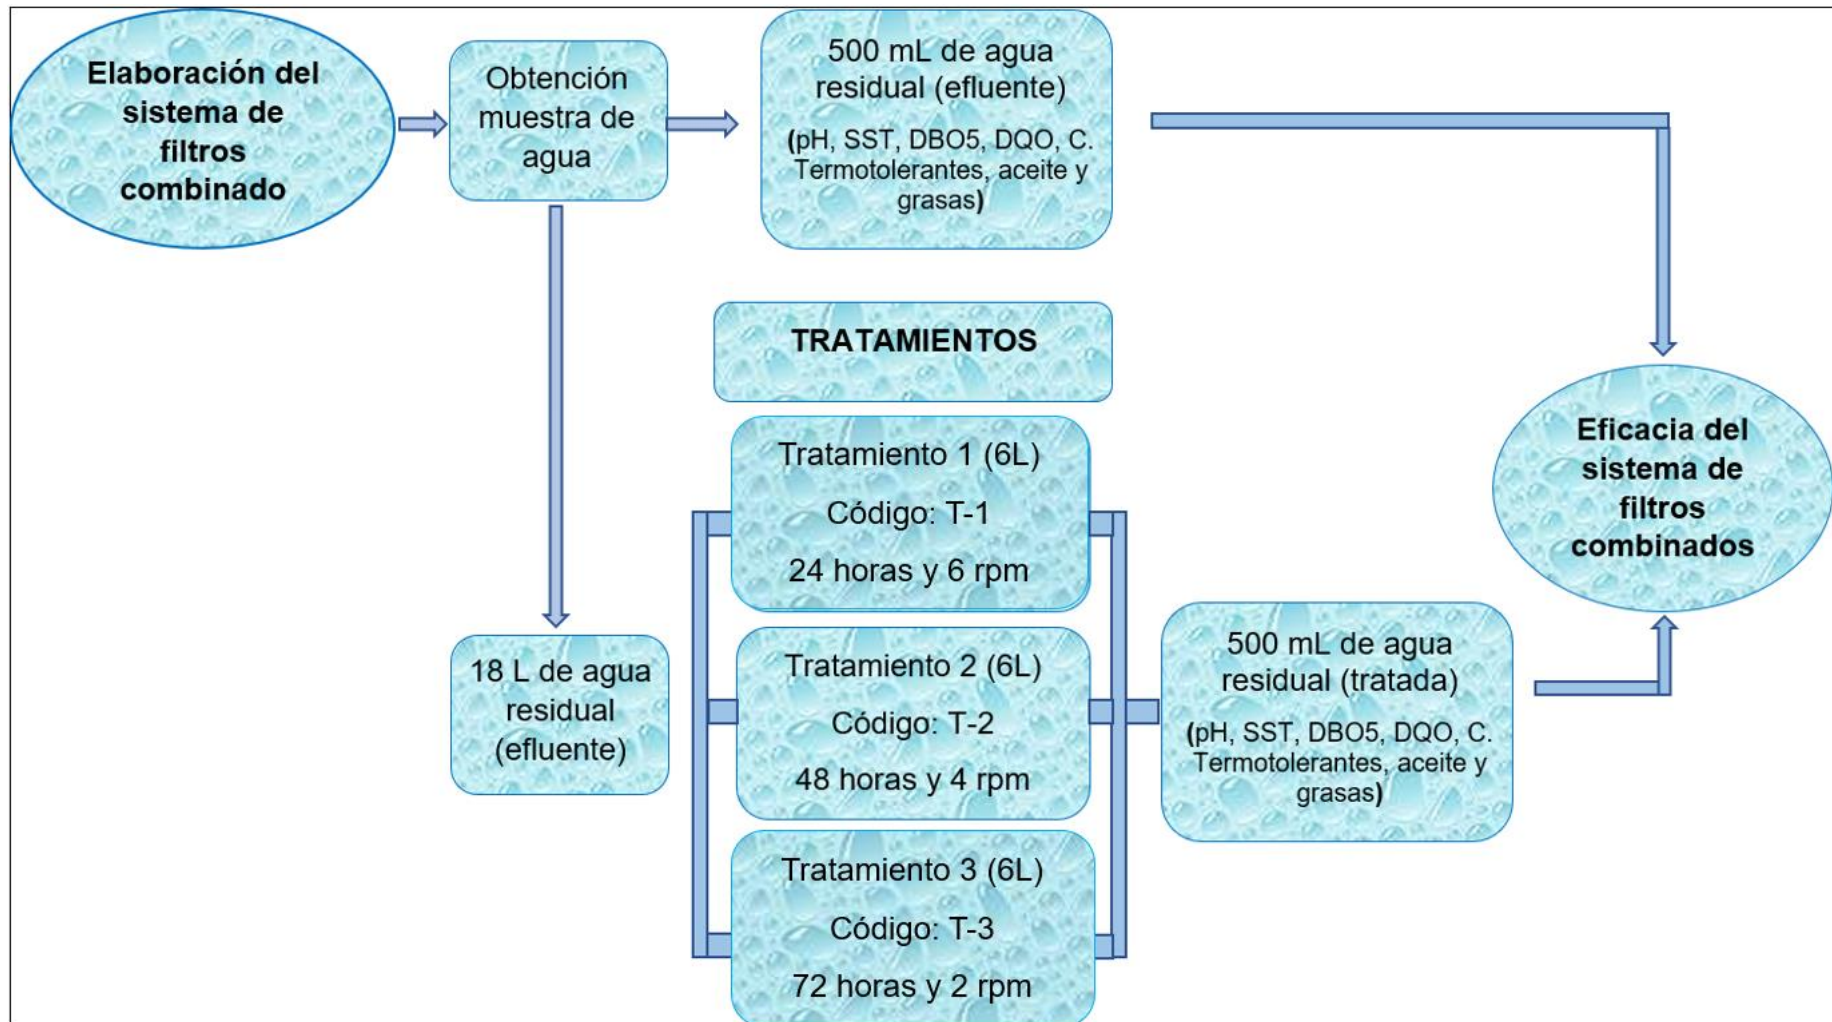 Elaboración del
sistema de
filtros
combinado
Obtención
muestra de
agua
500 mL de agua
residual (efluente)
(pH, SST, DBO5, DQO, C.
Termotolerantes, aceite y
grasas)
TRATAMIENTOS
Tratamiento 1 (6L)
Código: T-1
24 horas y 6 rpm
18 L de agua
residual
(efluente)
Tratamiento 2 (6L)
Código: T-2
48 horas y 4 rpm
Tratamiento 3 (6L)
Código: T-3
72 horas y 2 rpm
500 mL de agua
residual (tratada)
(pH, SST, DBO5, DQO, C.
Termotolerantes, aceite y
grasas)
Eficacia del
sistema de
filtros
combinados